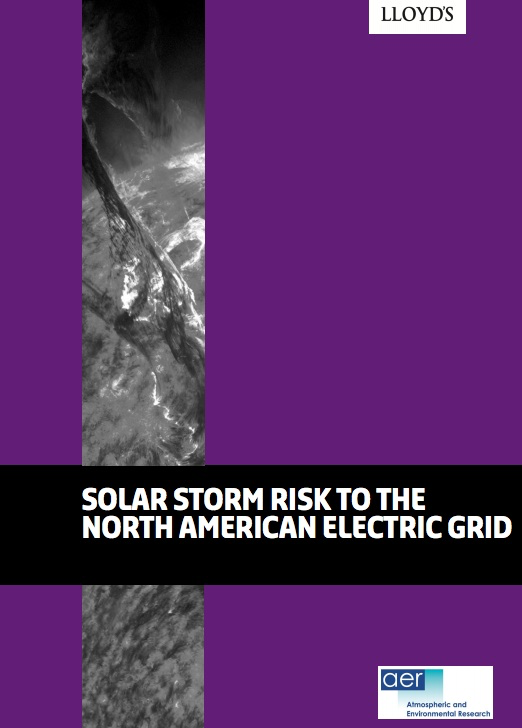 LLOYD'S
SOLAR STORM RISK TO THE
NORTH AMERICAN ELECTRIC GRID
aer
Atmospheric and
Environmental Research